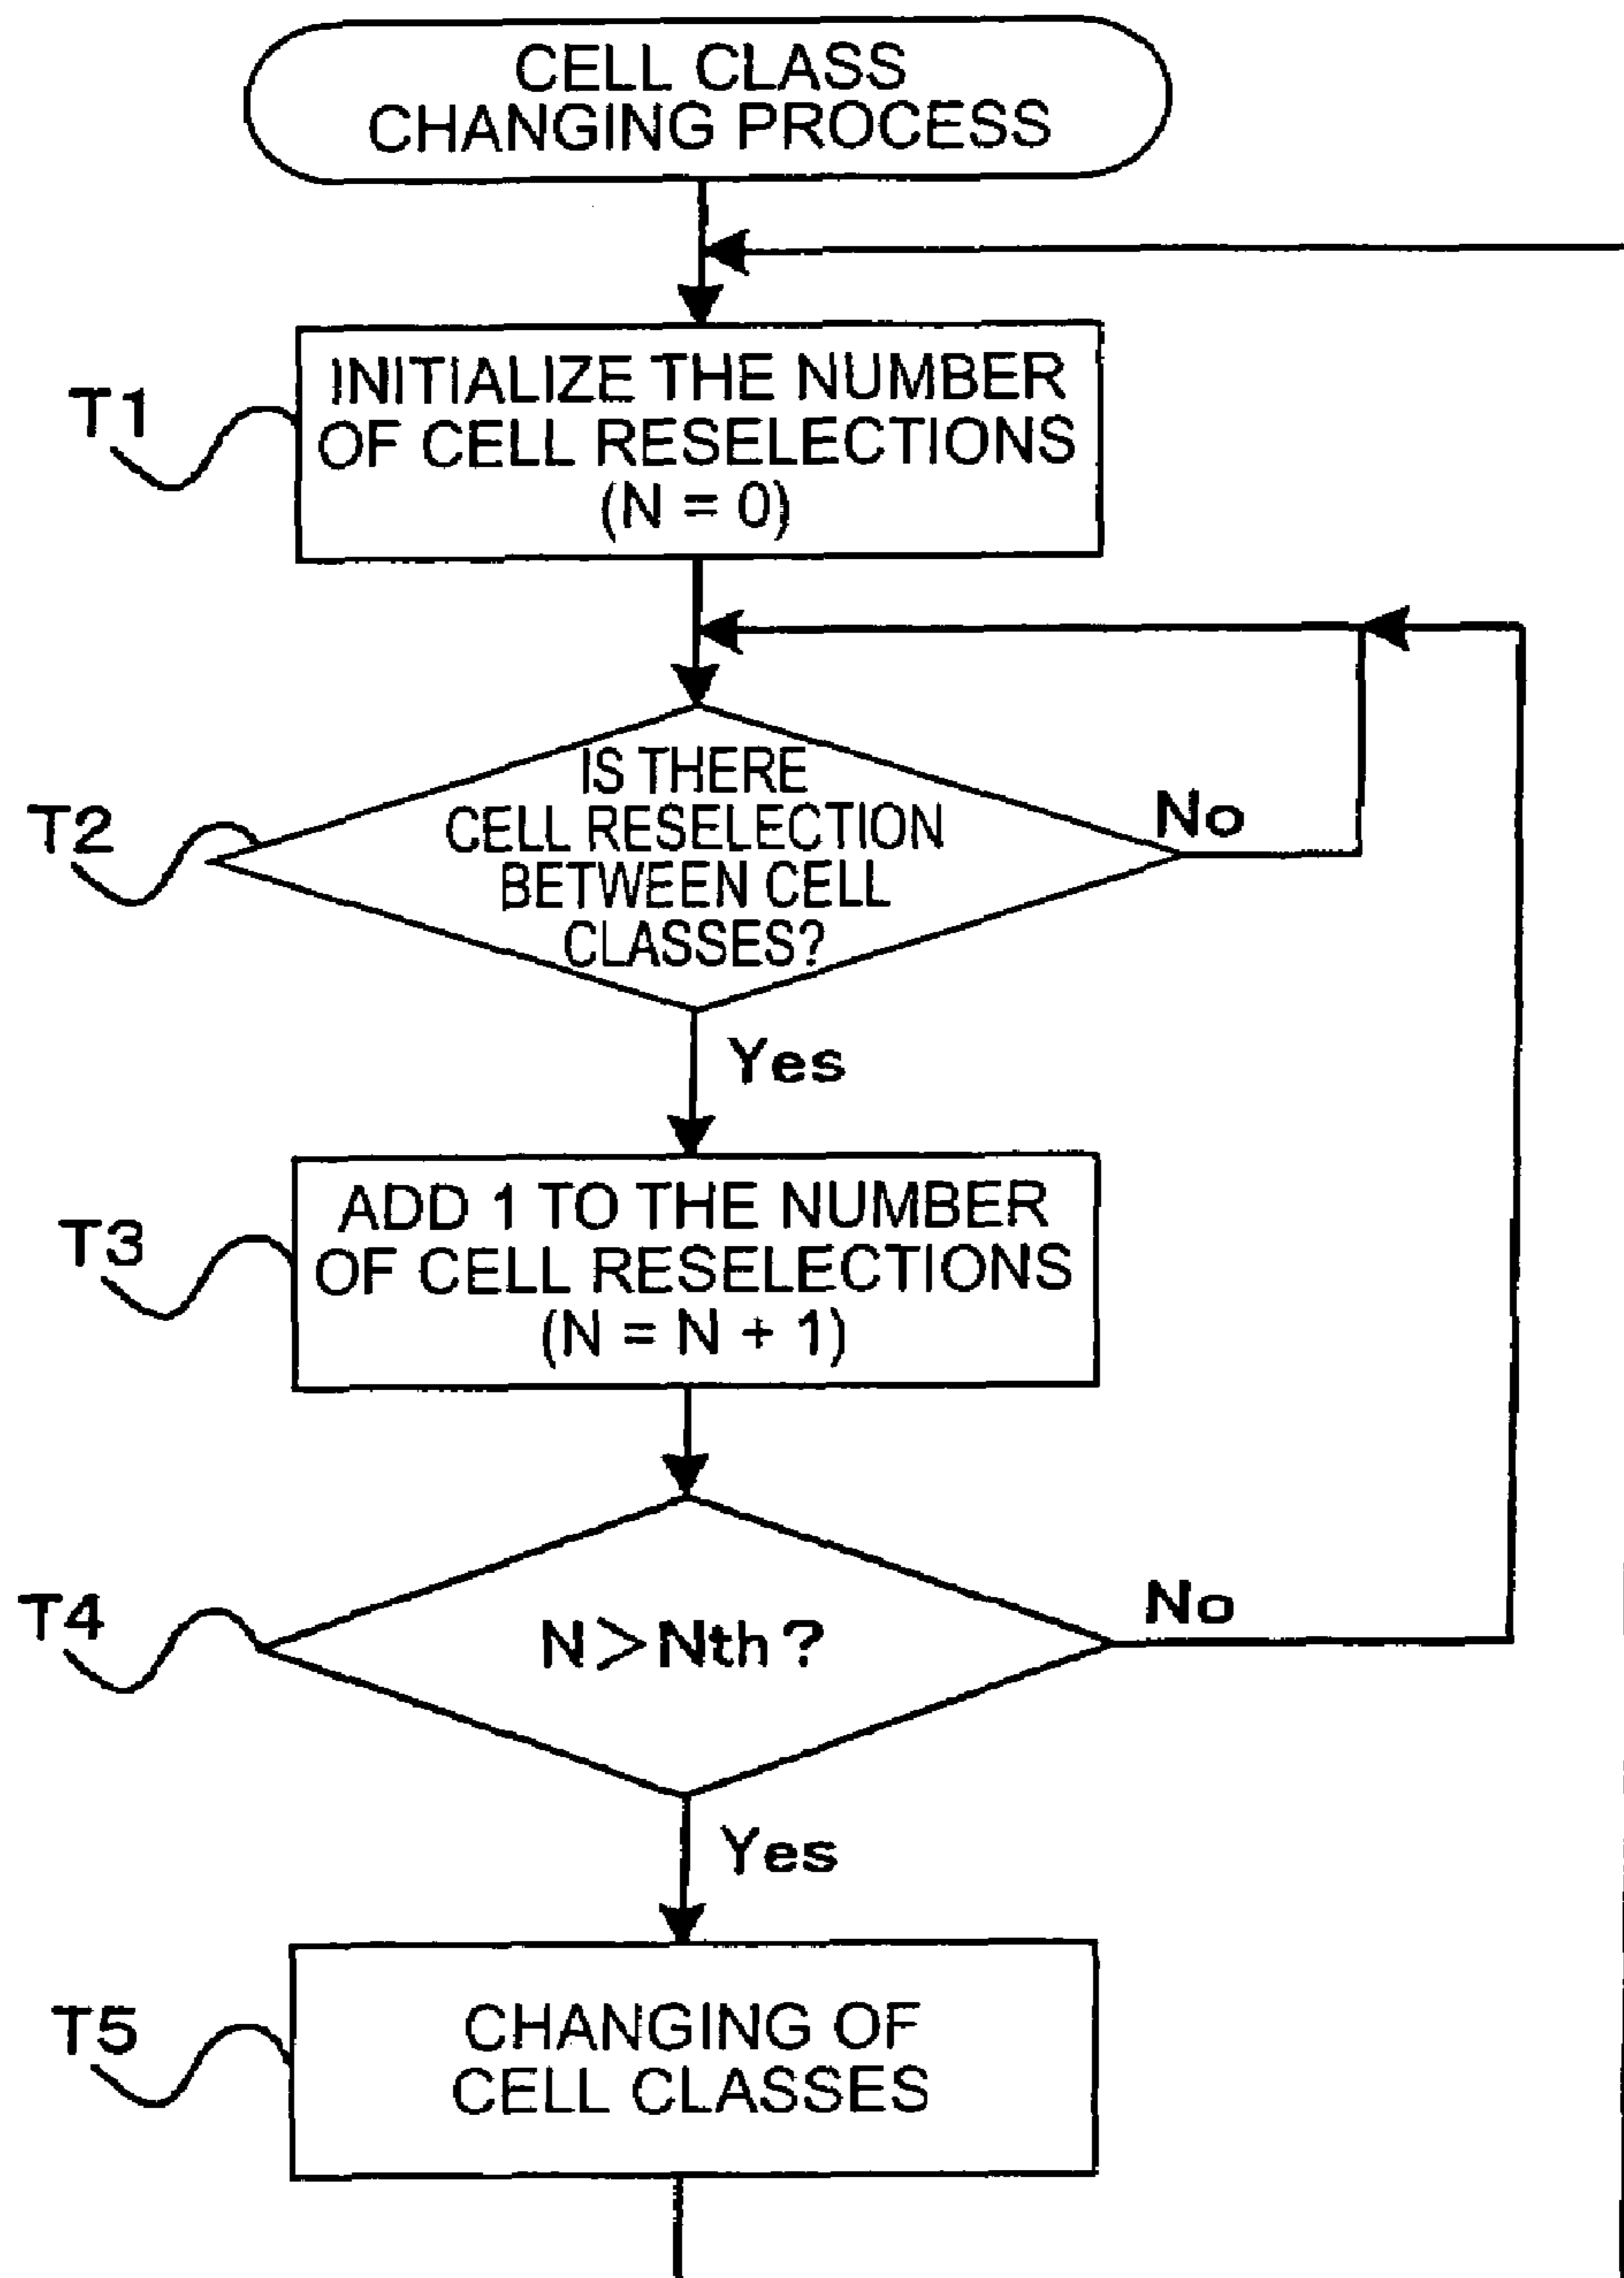 CELL CLASS
CHANGING PROCESS
T1
INITIALIZE THE NUMBER
OF CELL RESELECTIONS
(N = 0)
T2
IS THERE
CELL RESELECTION
BETWEEN CELL
CLASSES?
No
Yes
T3
ADD 1 TO THE NUMBER
OF CELL RESELECTIONS
(N = N + 1)
T4
N>Nth?
No
Yes
T5
CHANGING OF
CELL CLASSES